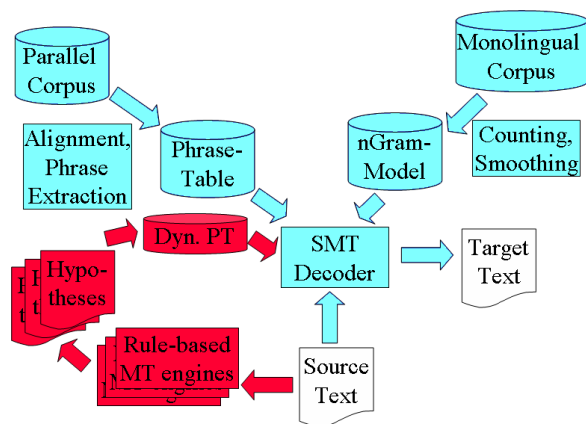 Parallel
Corpus
Monolingual
Corpus
Alignment,
Phrase
Extraction
Phrase-
Table
nGram-
Model
Counting,
Smoothing
Dyn. PT
SMT
Decoder
Target
Text
Hypo-
theses
Rule-based
MT engines
Source
Text